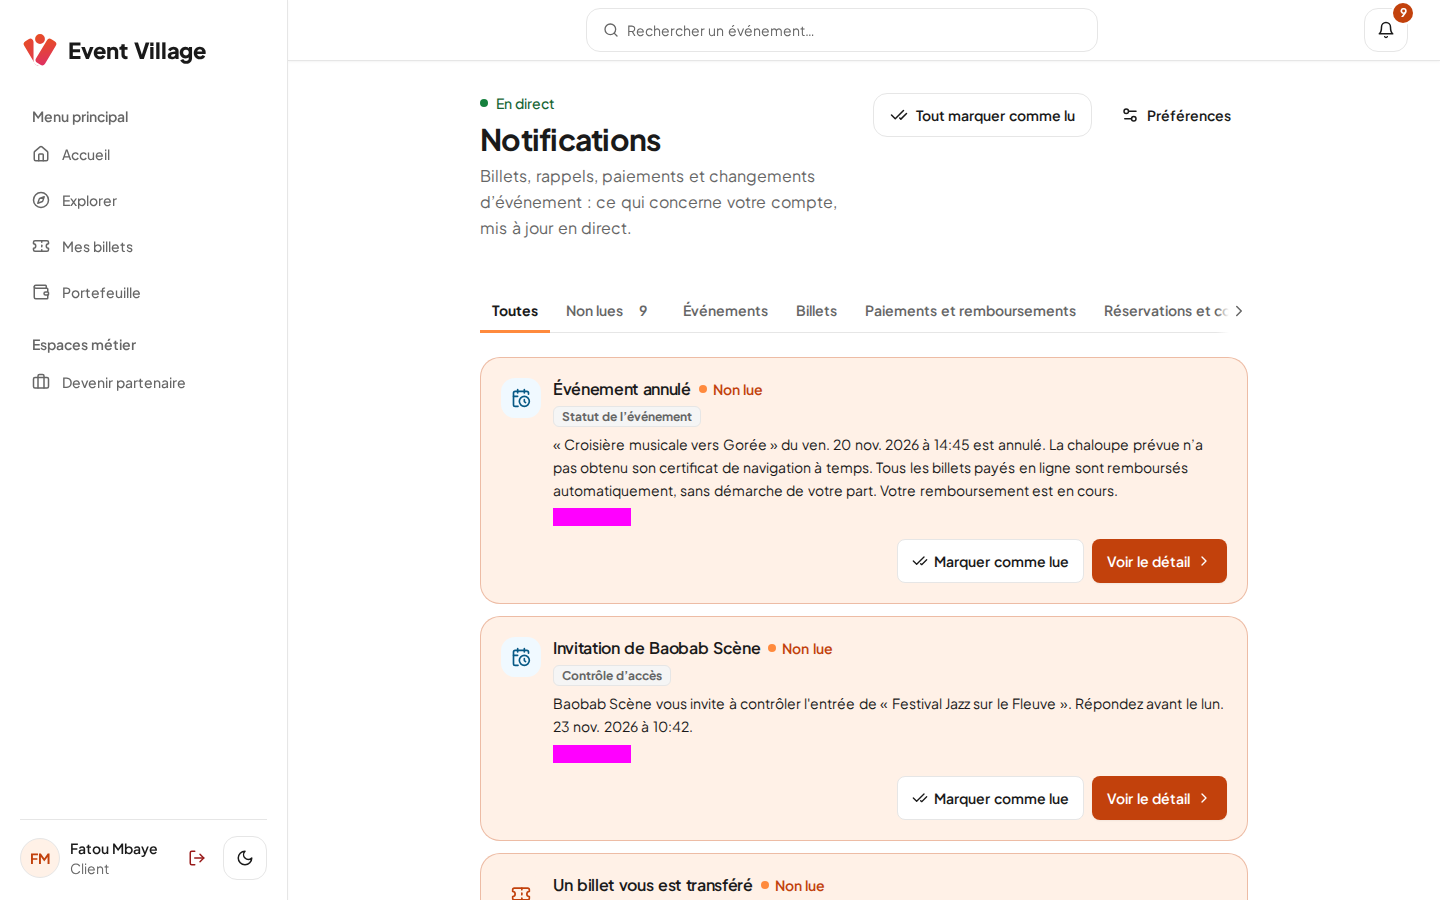 Event Village
Rechercher un événement…
9
Menu principal
Accueil
Explorer
Mes billets
Portefeuille
Espaces métier
Devenir partenaire
FM
Fatou Mbaye
Client
En direct
Notifications
Billets, rappels, paiements et changements
d’événement : ce qui concerne votre compte,
mis à jour en direct.
Tout marquer comme lu
Préférences
Toutes
Non lues 9
Événements
Billets
Paiements et remboursements
Réservations et
Événement annulé
Non lue
Statut de l’événement
« Croisière musicale vers Gorée » du ven. 20 nov. 2026 à 14:45 est annulé. La chaloupe prévue n’a
pas obtenu son certificat de navigation à temps. Tous les billets payés en ligne sont remboursés
automatiquement, sans démarche de votre part. Votre remboursement est en cours.
Marquer comme lue
Voir le détail
Invitation de Baobab Scène
Non lue
Contrôle d’accès
Baobab Scène vous invite à contrôler l'entrée de « Festival Jazz sur le Fleuve ». Répondez avant le lun.
23 nov. 2026 à 10:42.
Marquer comme lue
Voir le détail
Un billet vous est transféré
Non lue